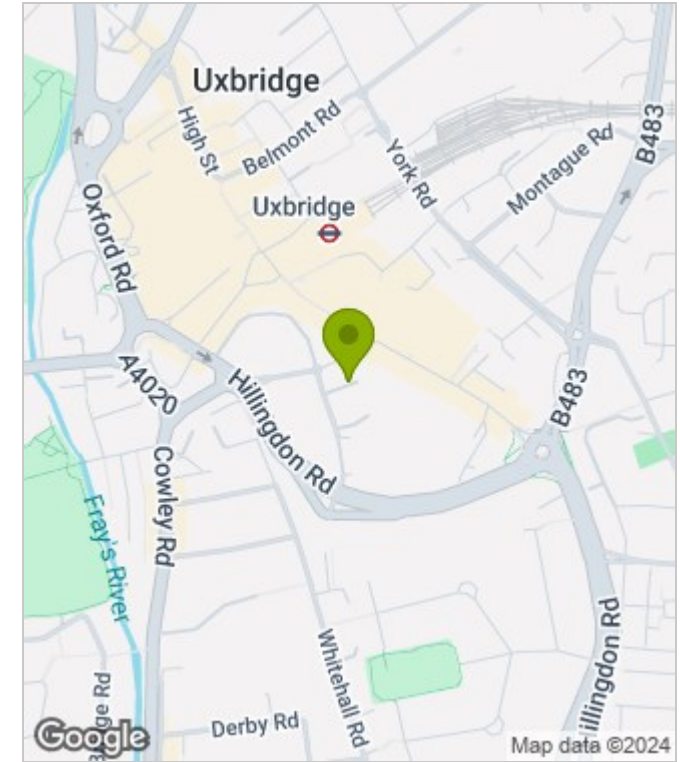 Uxbridge
High St
Belmont Rd
York Rd
Montague Rd
B483
Uxbridge
Oxford Rd
A4020
Hillingdon Rd
B483
Cowley Rd
Fray's River
Whitehall Rd
Hillingdon Rd
Derby Rd
Google
Map data ©2024